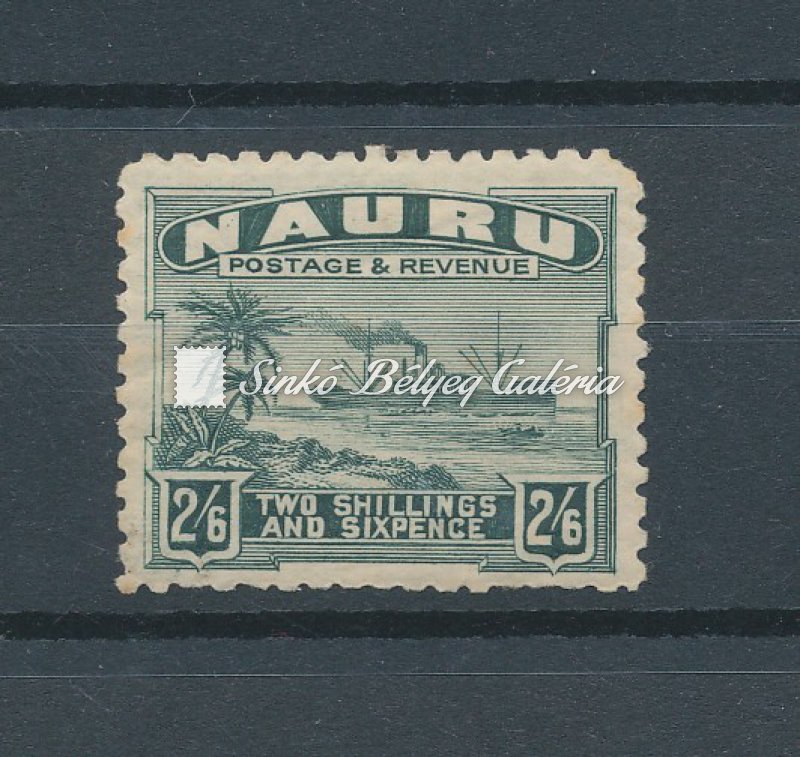 NAURU
POSTAGE & REVENUE
Sinkó Bélyeg Galéria
2/6
TWO SHILLINGS
AND SIXPENCE
2/6